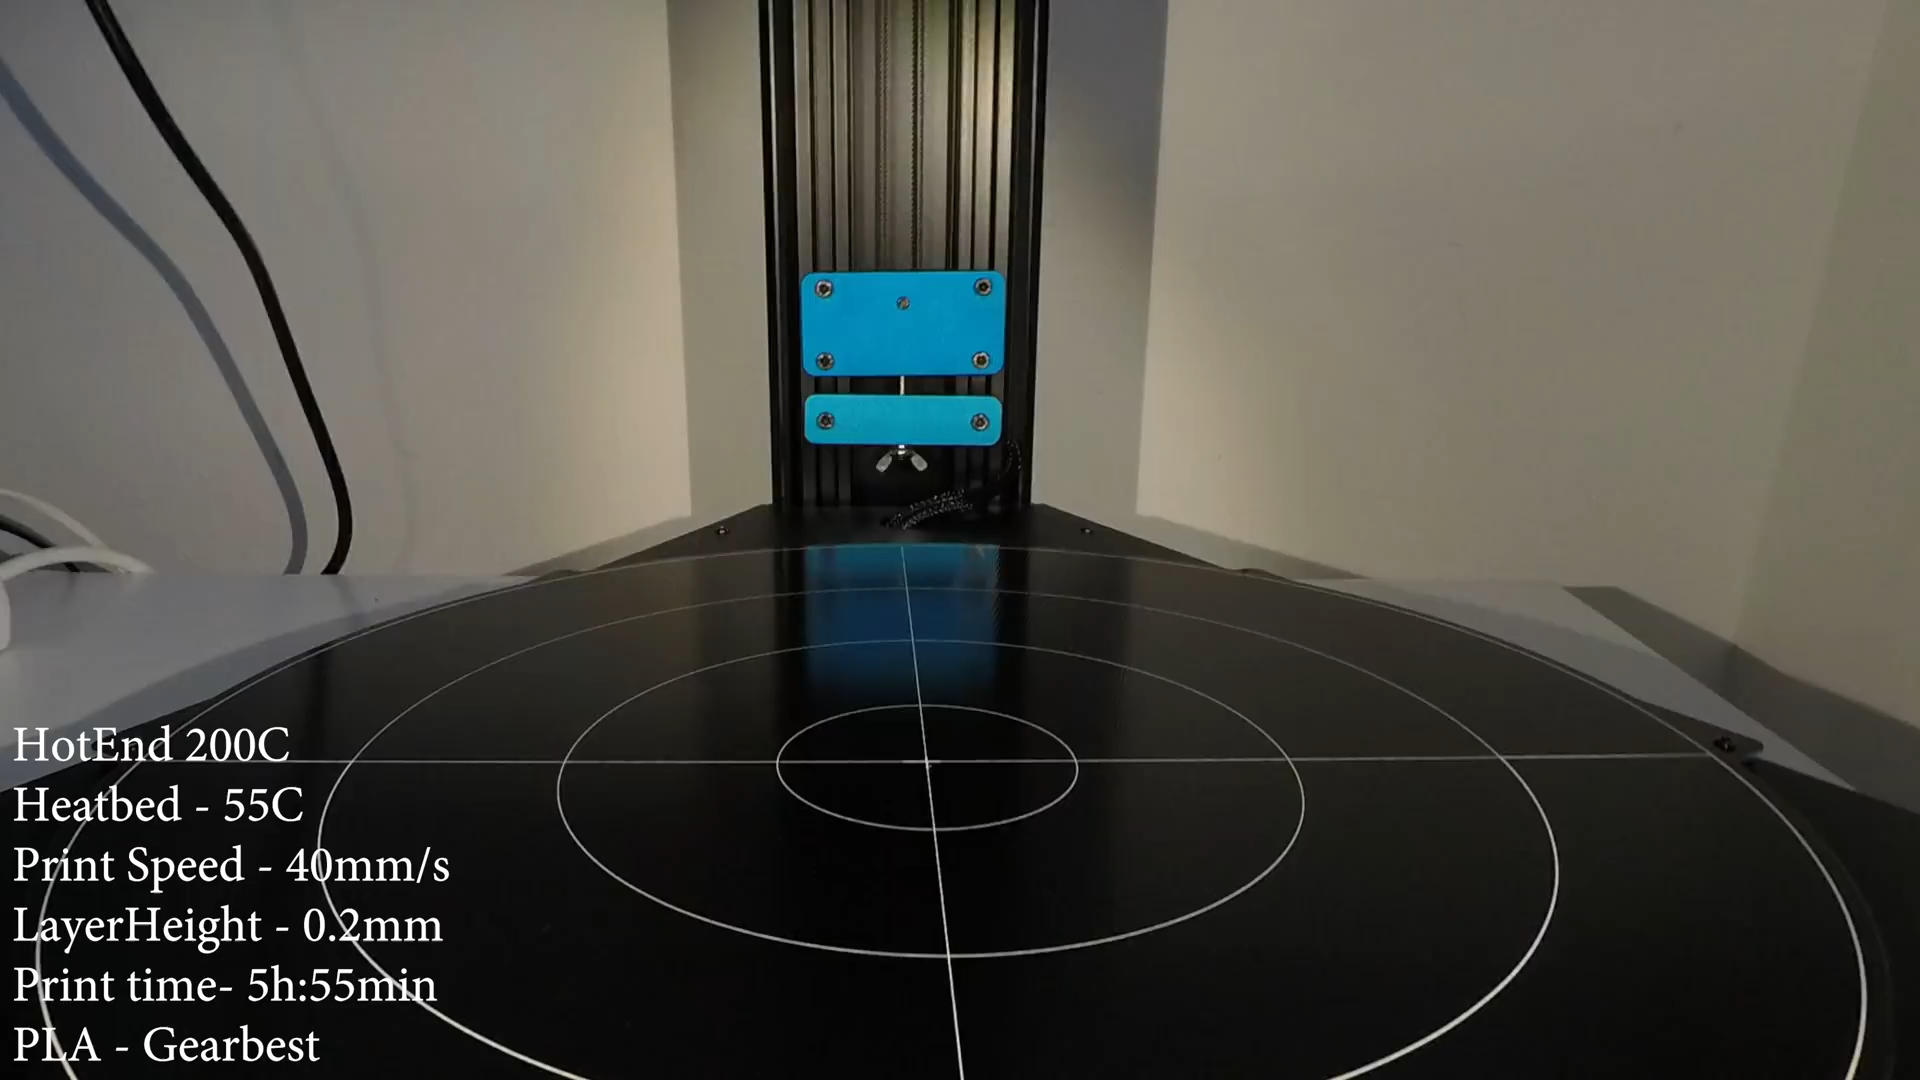 HotEnd 200C
Heatbed - 55C
Print Speed - 40mm/s
LayerHeight - 0.2mm
Print time- 5h:55min
PLA - Gearbest